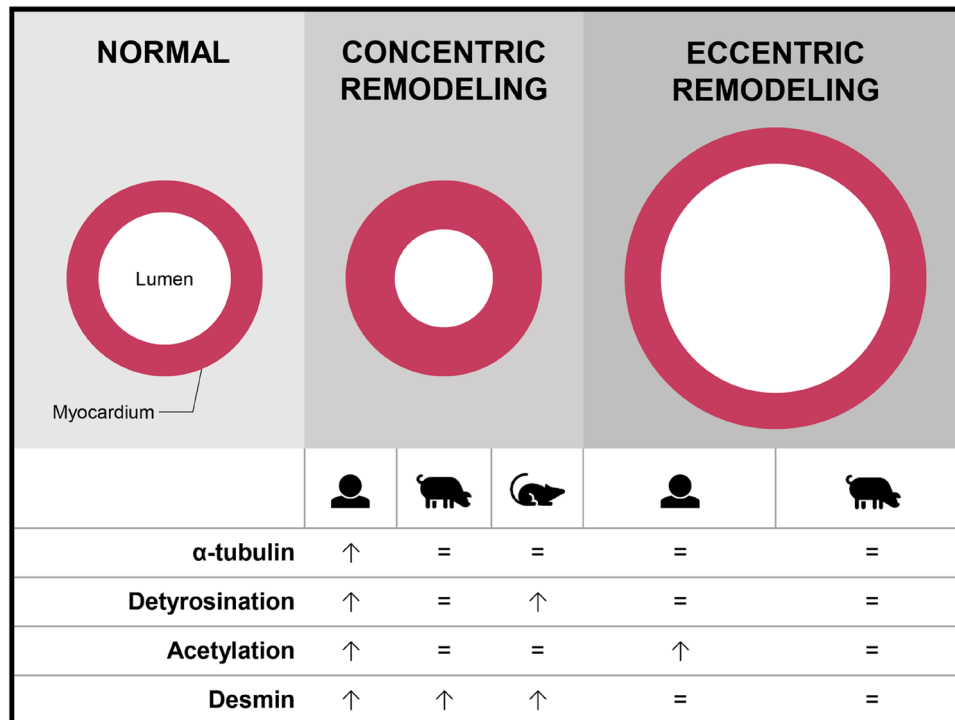 NORMAL
CONCENTRIC
REMODELING
ECCENTRIC
REMODELING
Lumen
Myocardium
α-tubulin ↑ = = = =
Detyrosination ↑ = ↑ = =
Acetylation ↑ = = ↑ =
Desmin ↑ ↑ ↑ = =